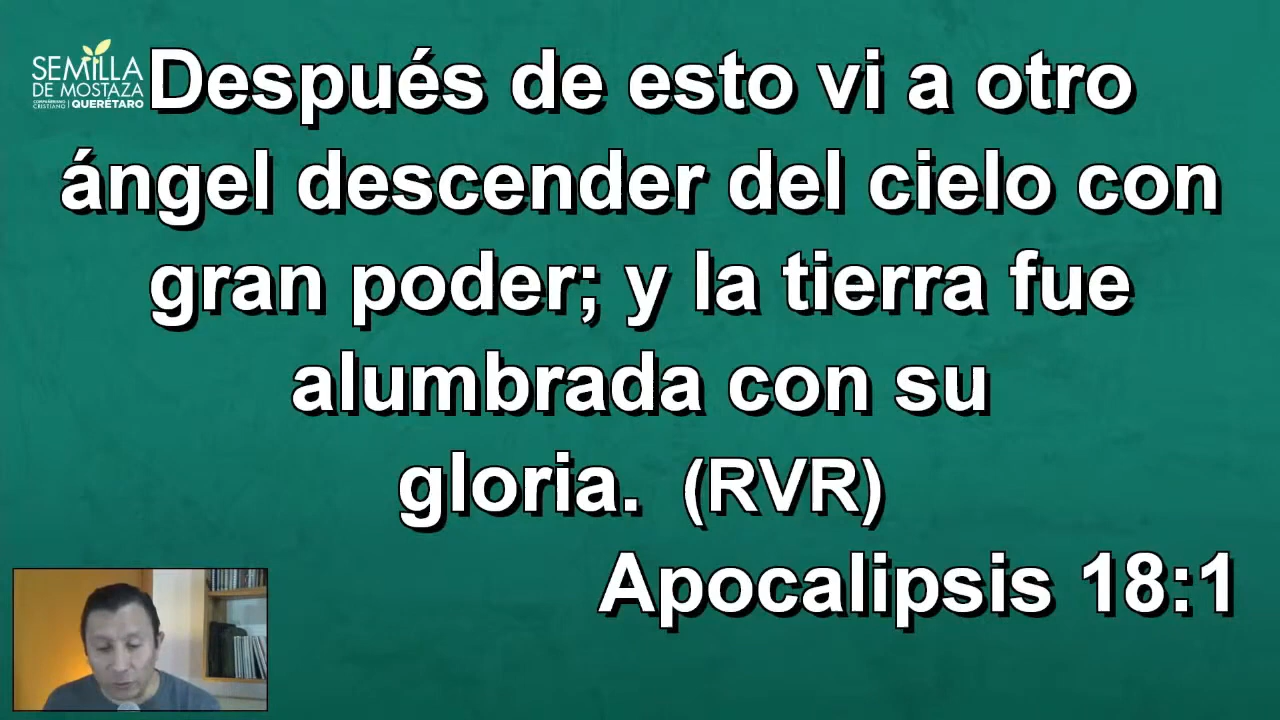 SEMILLA
DE MOSTAZA
CRISTIANO | QUERÉTARO
Después de esto vi a otro
ángel descender del cielo con
gran poder; y la tierra fue
alumbrada con su
gloria. (RVR)
Apocalipsis 18:1